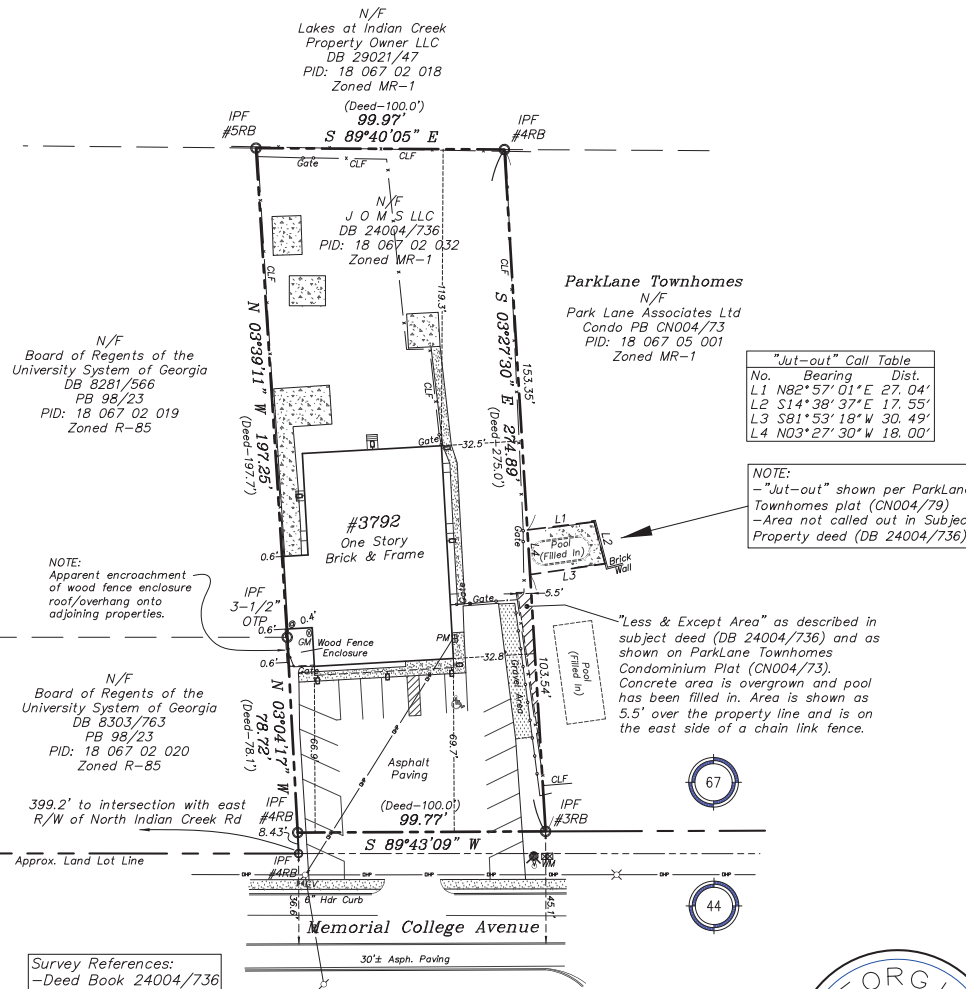 N/F
Lakes at Indian Creek
Property Owner LLC
DB 29021/47
PID: 18 067 02 018
Zoned MR-1
(Deed-100.0')
99.97'
S 89°40'05" E
IPF
#5RB
IPF
#4RB
Gate
CLF
CLF
N/F
J O M S LLC
DB 24004/736
PID: 18 067 02 032
Zoned MR-1
CLF
CLF
119.3'
ParkLane Townhomes
N/F
Park Lane Associates Ltd
Condo PB CN004/73
PID: 18 067 05 001
Zoned MR-1
N/F
Board of Regents of the
University System of Georgia
DB 8281/566
PB 98/23
PID: 18 067 02 019
Zoned R-85
N 03°39'11" W 197.25'
(Deed-197.7')
S 03°27'30" E 274.89'
(Deed-275.0')
153.35'
CLF
"Jut-out" Call Table
No. Bearing Dist.
L1 N82°57'01"E 27.04'
L2 S14°38'37"E 17.55'
L3 S81°53'18"W 30.49'
L4 N03°27'30"W 18.00'
NOTE:
-"Jut-out" shown per ParkLane
Townhomes plat (CN004/79)
-Area not called out in Subject
Property deed (DB 24004/736)
Gate
32.5'
#3792
One Story
Brick & Frame
Gate
L1
L2
L3
L4
Pool
(Filled In)
Brick
Wall
0.6'
NOTE:
Apparent encroachment
of wood fence enclosure
roof/overhang onto
adjoining properties.
IPF
3-1/2"
OTP
0.6'
0.4'
GM
Wood Fence
Enclosure
0.6'
PM
Gate
Gate
5.5'
32.8'
Gravel Area
103.54'
Pool
(Filled In)
"Less & Except Area" as described in
subject deed (DB 24004/736) and as
shown on ParkLane Townhomes
Condominium Plat (CN004/73).
Concrete area is overgrown and pool
has been filled in. Area is shown as
5.5' over the property line and is on
the east side of a chain link fence.
N/F
Board of Regents of the
University System of Georgia
DB 8303/763
PB 98/23
PID: 18 067 02 020
Zoned R-85
N 03°04'17" W
78.72'
(Deed-78.1')
66.9'
69.7'
OHP
Asphalt
Paving
CLF
67
399.2' to intersection with east
R/W of North Indian Creek Rd
IPF
#4RB
8.43'
(Deed-100.0')
99.77'
S 89°43'09" W
IPF
#3RB
Approx. Land Lot Line
IPF
#4RB
WM
OHP
OHP
OHP
OHP
OHP
6" Hdr Curb
36.6'
45.1'
44
Memorial College Avenue
30'± Asph. Paving
Survey References:
-Deed Book 24004/736
ORG